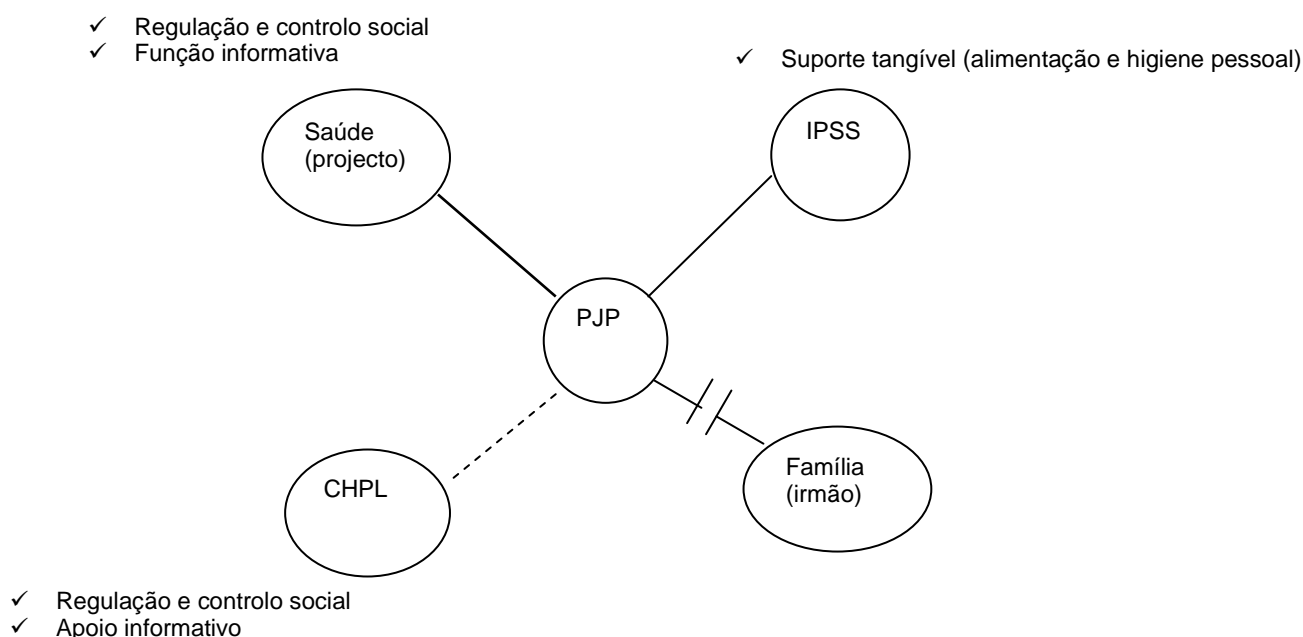 ✓ Regulação e controlo social
✓ Função informativa
✓ Suporte tangível (alimentação e higiene pessoal)
Saúde
(projecto)
IPSS
PJP
CHPL
Família
(irmão)
✓ Regulação e controlo social
✓ Apoio informativo